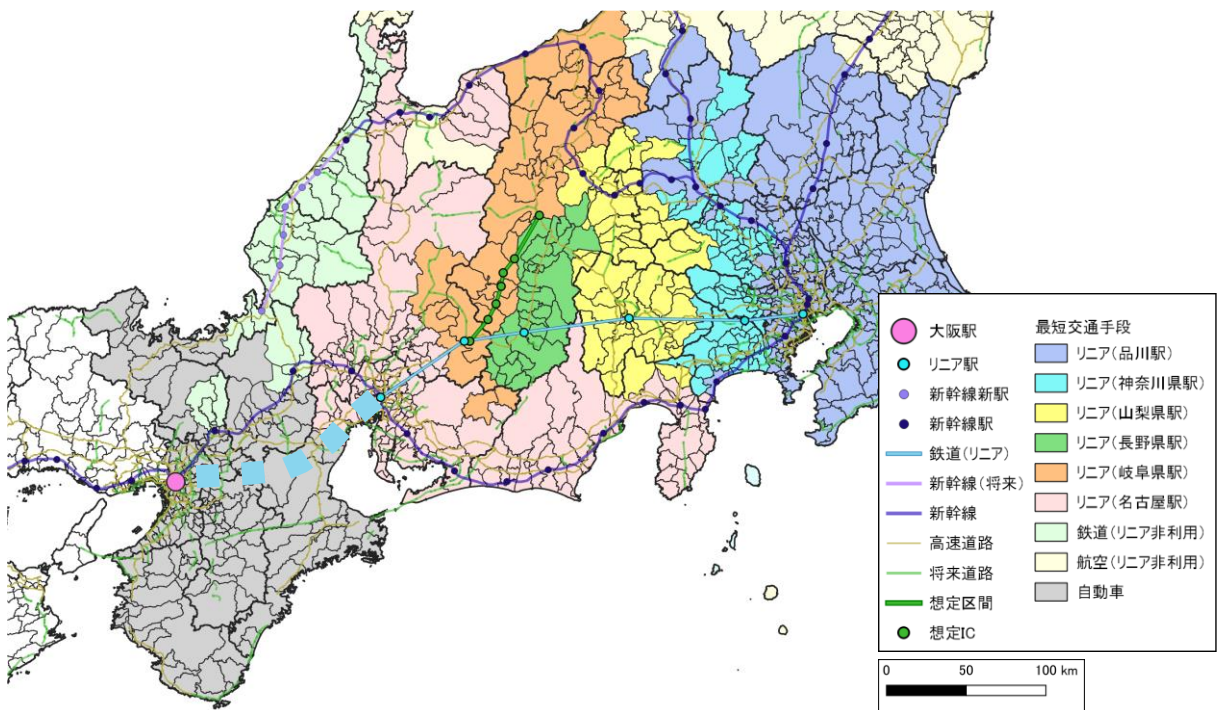 大阪駅
リニア駅
新幹線新駅
新幹線駅
鉄道(リニア)
新幹線(将来)
新幹線
高速道路
将来道路
想定区間
想定IC
最短交通手段
リニア(品川駅)
リニア(神奈川県駅)
リニア(山梨県駅)
リニア(長野県駅)
リニア(岐阜県駅)
リニア(名古屋駅)
鉄道(リニア非利用)
航空(リニア非利用)
自動車
0 50 100 km